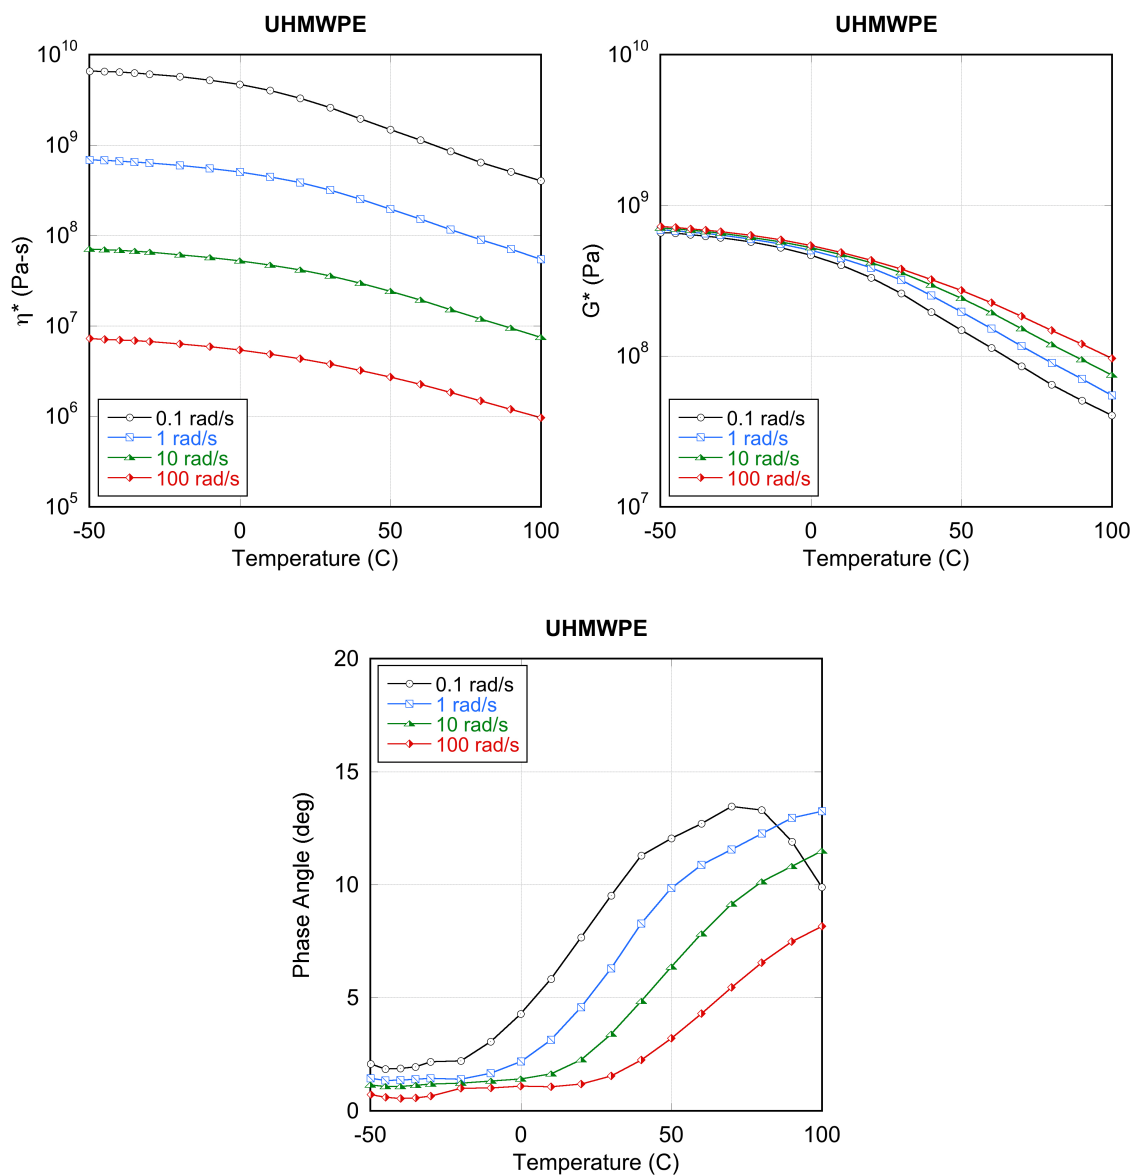 UHMWPE
10^10
10^9
10^8
10^7
10^6
10^5
η* (Pa-s)
0.1 rad/s
1 rad/s
10 rad/s
100 rad/s
-50 0 50 100
Temperature (C)
UHMWPE
10^10
10^9
10^8
10^7
G* (Pa)
0.1 rad/s
1 rad/s
10 rad/s
100 rad/s
-50 0 50 100
Temperature (C)
UHMWPE
20
15
10
5
0
Phase Angle (deg)
0.1 rad/s
1 rad/s
10 rad/s
100 rad/s
-50 0 50 100
Temperature (C)